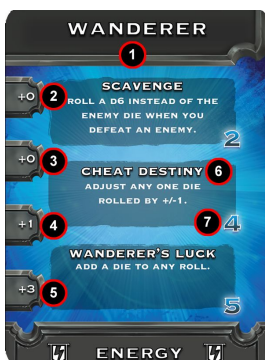 WANDERER
1
SCAVENGE
+0 2 ROLL A D6 INSTEAD OF THE
ENEMY DIE WHEN YOU
DEFEAT AN ENEMY.
2
+0 3
CHEAT DESTINY 6
ADJUST ANY ONE DIE
ROLLED BY +/-1.
7 4
+1 4
WANDERER'S LUCK
ADD A DIE TO ANY ROLL.
+3 5
5
ENERGY